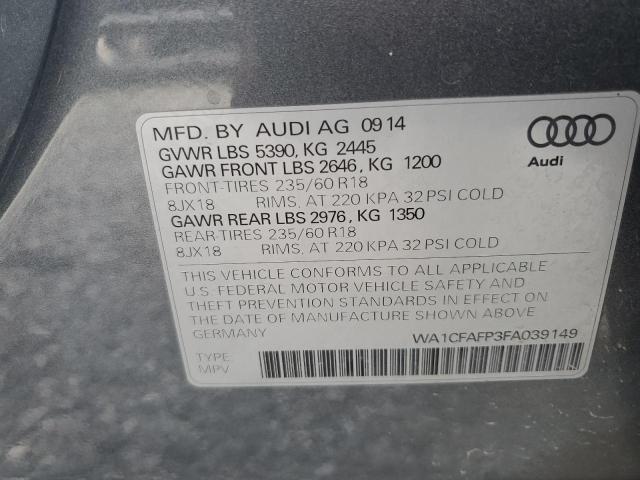 MFD. BY AUDI AG 0914
GVWR LBS 5390, KG 2445
GAWR FRONT LBS 2646, KG 1200
FRONT-TIRES 235/60 R18
8JX18 RIMS, AT 220 KPA 32 PSI COLD
GAWR REAR LBS 2976, KG 1350
REAR-TIRES 235/60 R18
8JX18 RIMS, AT 220 KPA 32 PSI COLD
Audi
THIS VEHICLE CONFORMS TO ALL APPLICABLE
U.S. FEDERAL MOTOR VEHICLE SAFETY AND
THEFT PREVENTION STANDARDS IN EFFECT ON
THE DATE OF MANUFACTURE SHOWN ABOVE
GERMANY WA1CFAFP3FA039149
TYPE
MPV